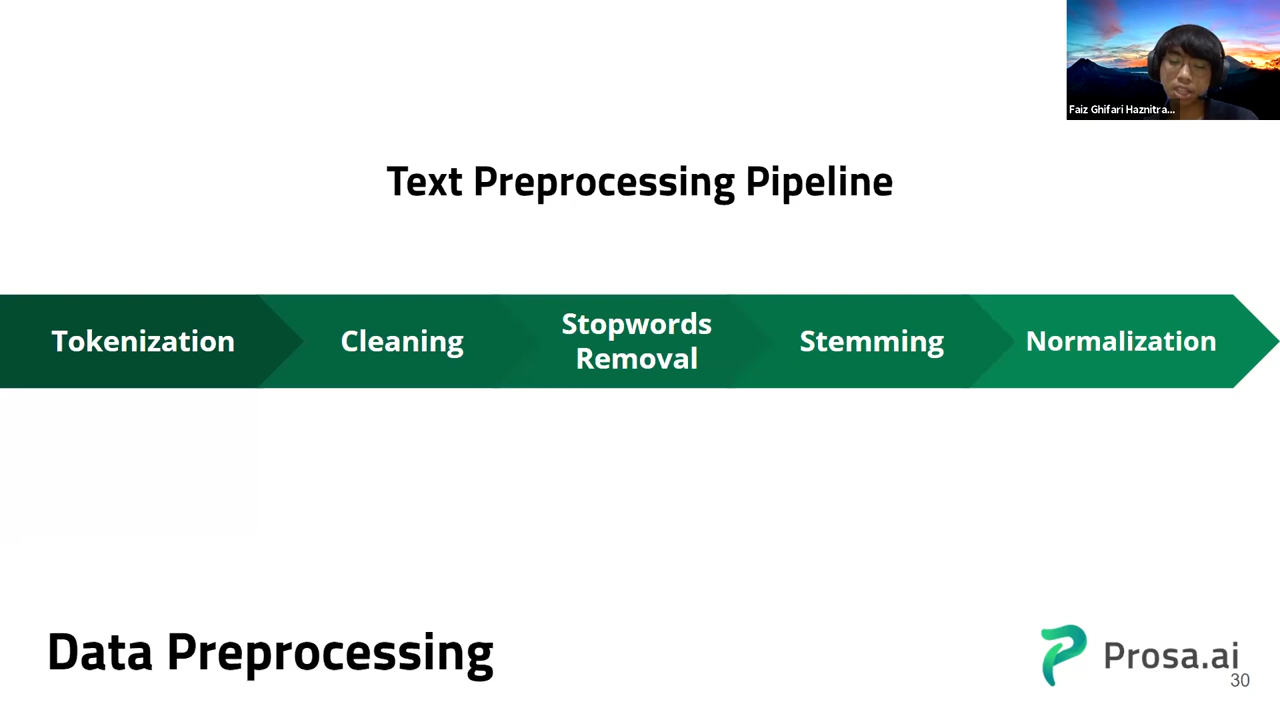 Faiz Ghifari Haznitra...
Text Preprocessing Pipeline
Tokenization
Cleaning
Stopwords
Removal
Stemming
Normalization
Data Preprocessing
Prosa.ai
30